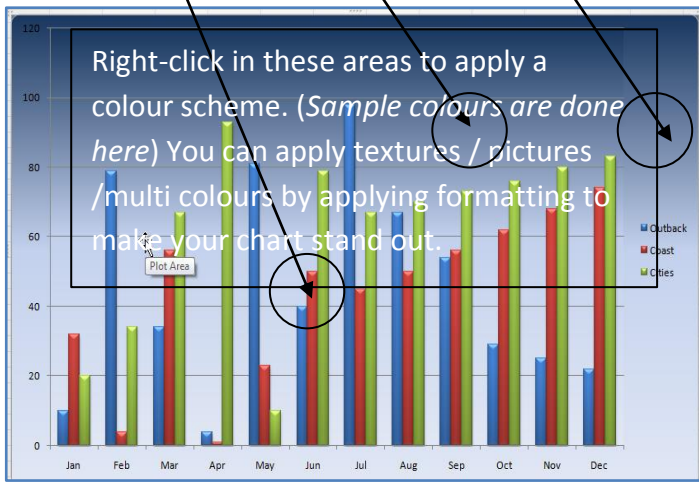 120
100
80
60
40
20
0
Right-click in these areas to apply a
colour scheme. (Sample colours are done
here) You can apply textures / pictures
/multi colours by applying formatting to
make your chart stand out.
Plot Area
Outback
Coast
Cities
Jan Feb Mar Apr May Jun Jul Aug Sep Oct Nov Dec